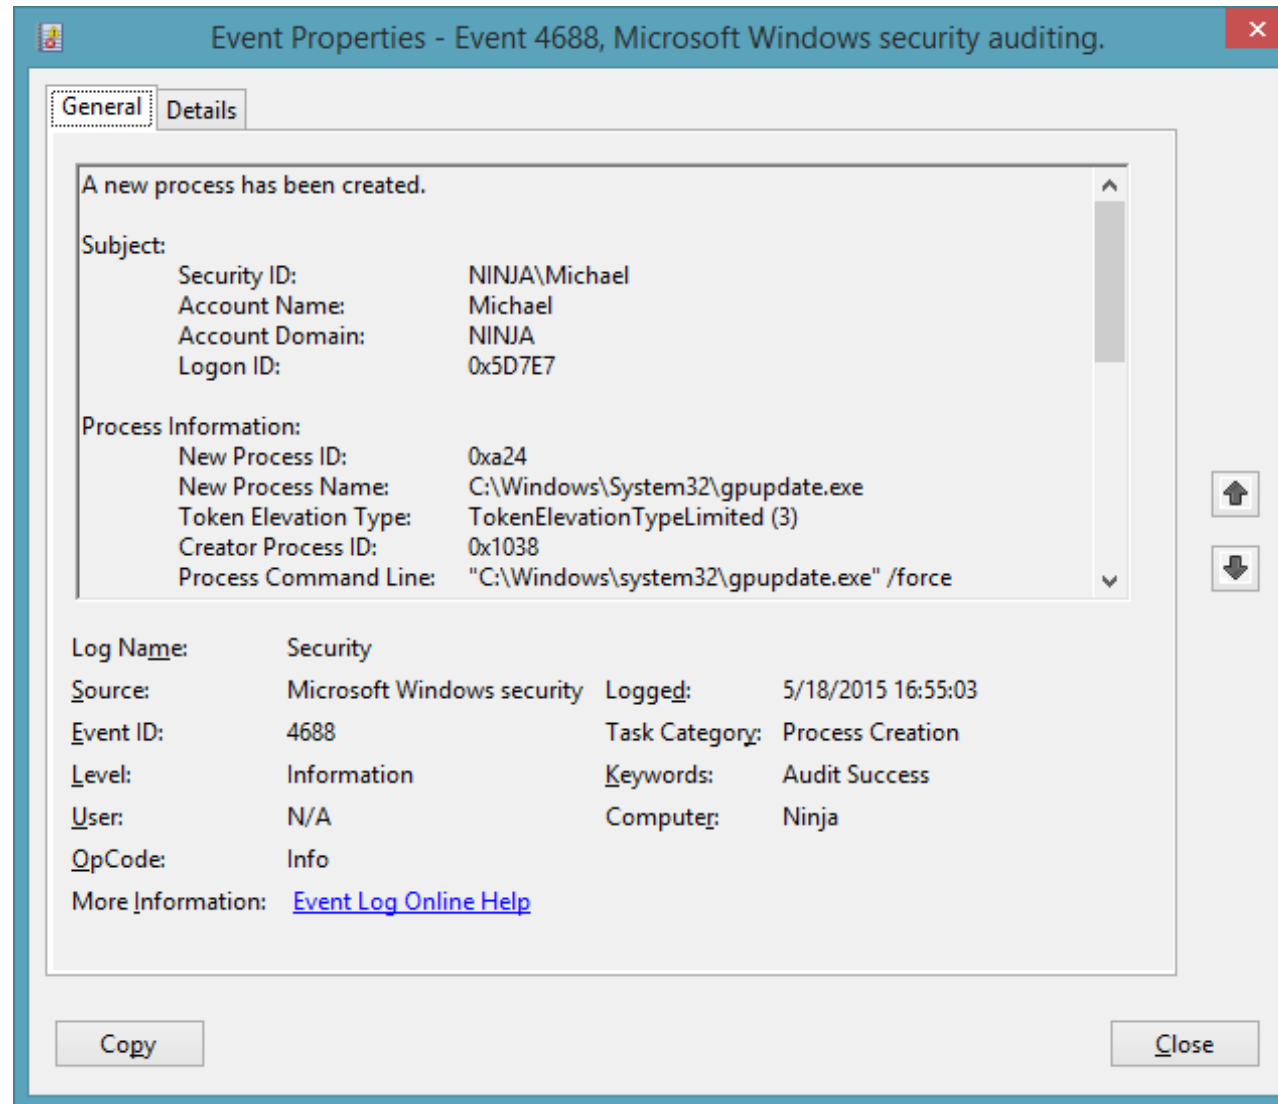 Event Properties - Event 4688, Microsoft Windows security auditing.
General Details
A new process has been created.
Subject:
Security ID: NINJA\Michael
Account Name: Michael
Account Domain: NINJA
Logon ID: 0x5D7E7
Process Information:
New Process ID: 0xa24
New Process Name: C:\Windows\System32\gpupdate.exe
Token Elevation Type: TokenElevationTypeLimited (3)
Creator Process ID: 0x1038
Process Command Line: "C:\Windows\system32\gpupdate.exe" /force
Log Name: Security
Source: Microsoft Windows security Logged: 5/18/2015 16:55:03
Event ID: 4688 Task Category: Process Creation
Level: Information Keywords: Audit Success
User: N/A Computer: Ninja
OpCode: Info
More Information: Event Log Online Help
Copy Close